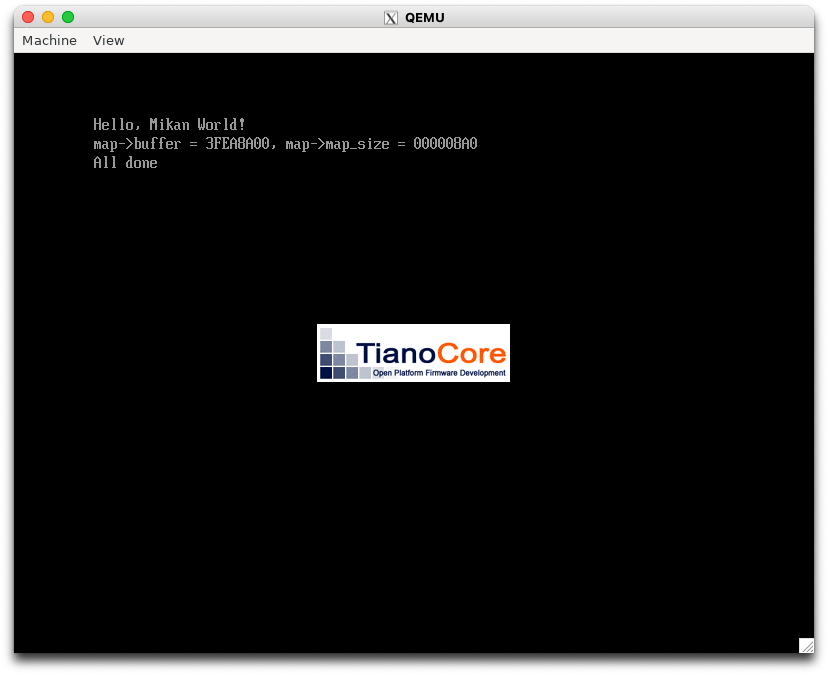 QEMU
Machine View
Hello, Mikan World!
map->buffer = 3FEA8A00, map->map_size = 000008A0
All done
TianoCore
Open Platform Firmware Development